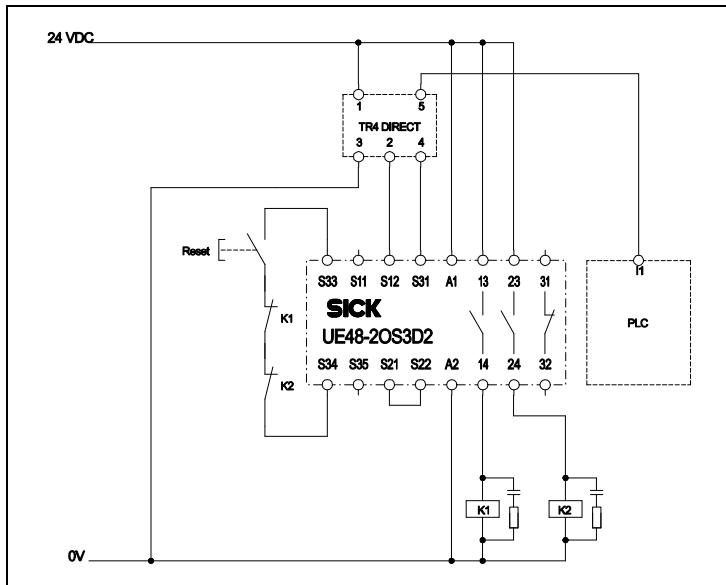 24 VDC
1 5
TR4 DIRECT
3 2 4
Reset
S33 S11 S12 S31 A1 13 23 31
I1
SICK
K1
PLC
UE48-2OS3D2
S34 S35 S21 S22 A2 14 24 32
K2
K1 K2
0V